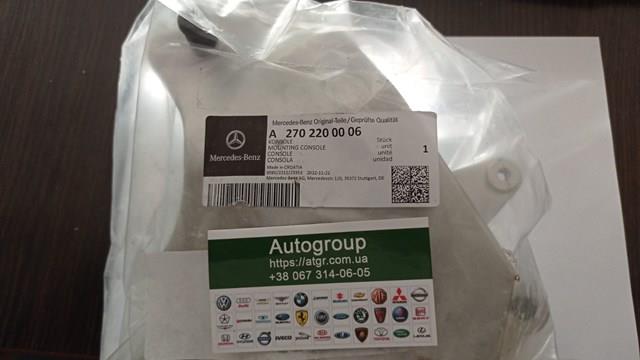 Mercedes-Benz Original-Teile/Geprüfte Qualität
A 270 220 00 06
KONSOLE Stück
MOUNTING CONSOLE unit
CONSOLE unité
CONSOLA unidad
1
Made in CROATIA
Mercedes-Benz AG, Mercedesstr. 120, 70372 Stuttgart, DE
Mercedes-Benz
Autogroup
https://atgr.com.ua
+38 067 314-06-05